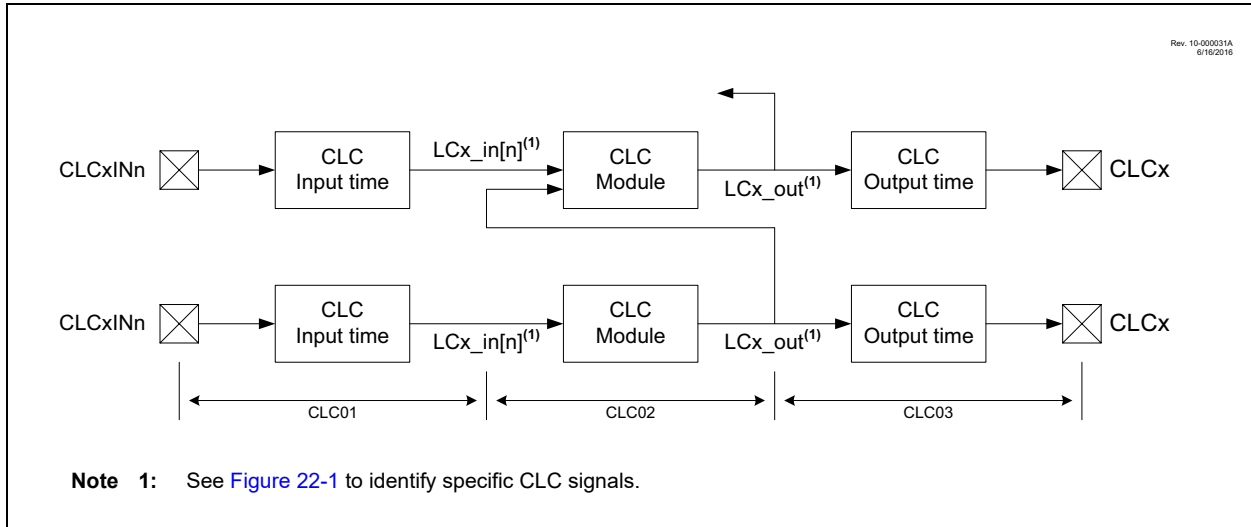 Rev. 10-000031A
6/16/2016
CLCxINn
CLC
Input time
LCx_in[n](1)
CLC
Module
LCx_out(1)
CLC
Output time
CLCx
CLCxINn
CLC
Input time
LCx_in[n](1)
CLC
Module
LCx_out(1)
CLC
Output time
CLCx
CLC01
CLC02
CLC03
Note 1: See Figure 22-1 to identify specific CLC signals.